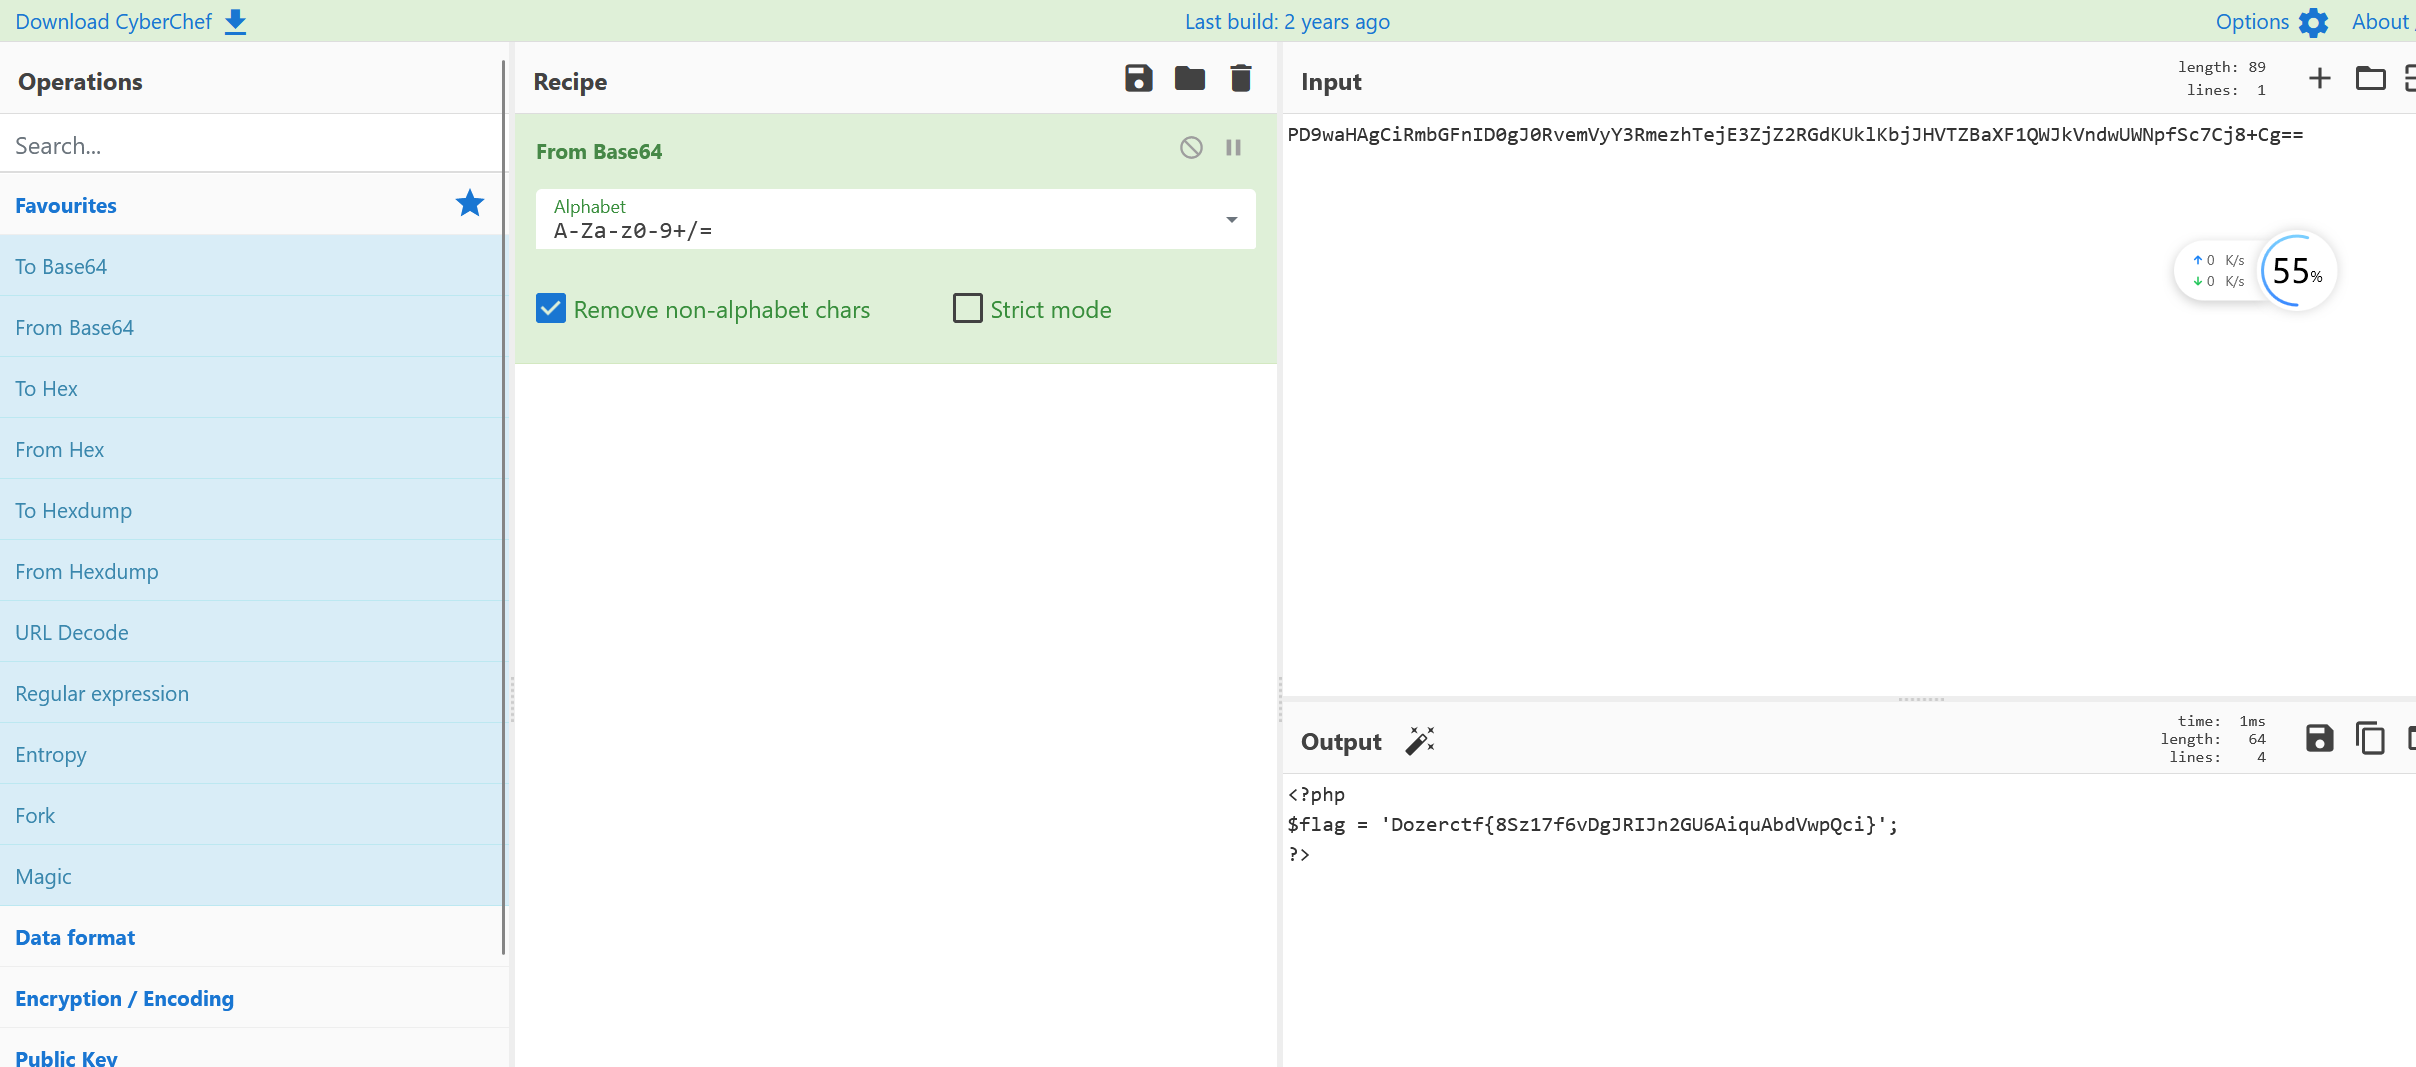 Download CyberChef
Last build: 2 years ago
Options
About
Operations
Search...
Favourites
To Base64
From Base64
To Hex
From Hex
To Hexdump
From Hexdump
URL Decode
Regular expression
Entropy
Fork
Magic
Data format
Encryption / Encoding
Public Key
Recipe
From Base64
Alphabet
A-Za-z0-9+/=
Remove non-alphabet chars
Strict mode
Input
length: 89
lines: 1
PD9waHAgCiRmbGFnID0gJ0RvemVyY3RmezhTejE3ZjZ2RGdKUklKbjJHVTZBaXF1QWJkVndwUWNpfSc7Cj8+Cg==
0 K/s
0 K/s
55%
Output
time: 1ms
length: 64
lines: 4
<?php
$flag = 'Dozerctf{8Sz17f6vDgJRIJn2GU6AiquAbdVwpQci}';
?>